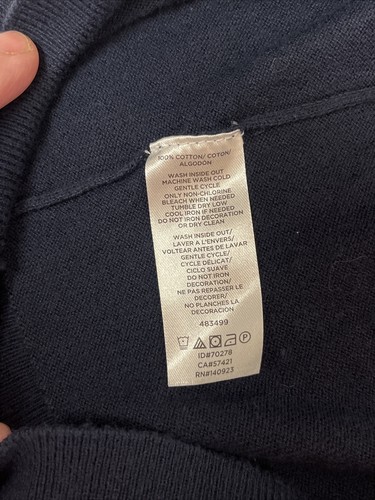 100% COTTON/ COTON/
ALGODÓN
WASH INSIDE OUT
MACHINE WASH COLD
GENTLE CYCLE
ONLY NON-CHLORINE
BLEACH WHEN NEEDED
TUMBLE DRY LOW
COOL IRON IF NEEDED
DO NOT IRON DECORATION
OR DRY CLEAN
WASH INSIDE OUT/
LAVER A L'ENVERS/
VOLTEAR ANTES DE LAVAR
GENTLE CYCLE/
CYCLE DÉLICAT/
CICLO SUAVE
DO NOT IRON
DECORATION/
NE PAS REPASSER LE
DECORER/
NO PLANCHES LA
DECORACION
483499
P
ID#70278
CA#57421
RN#140923